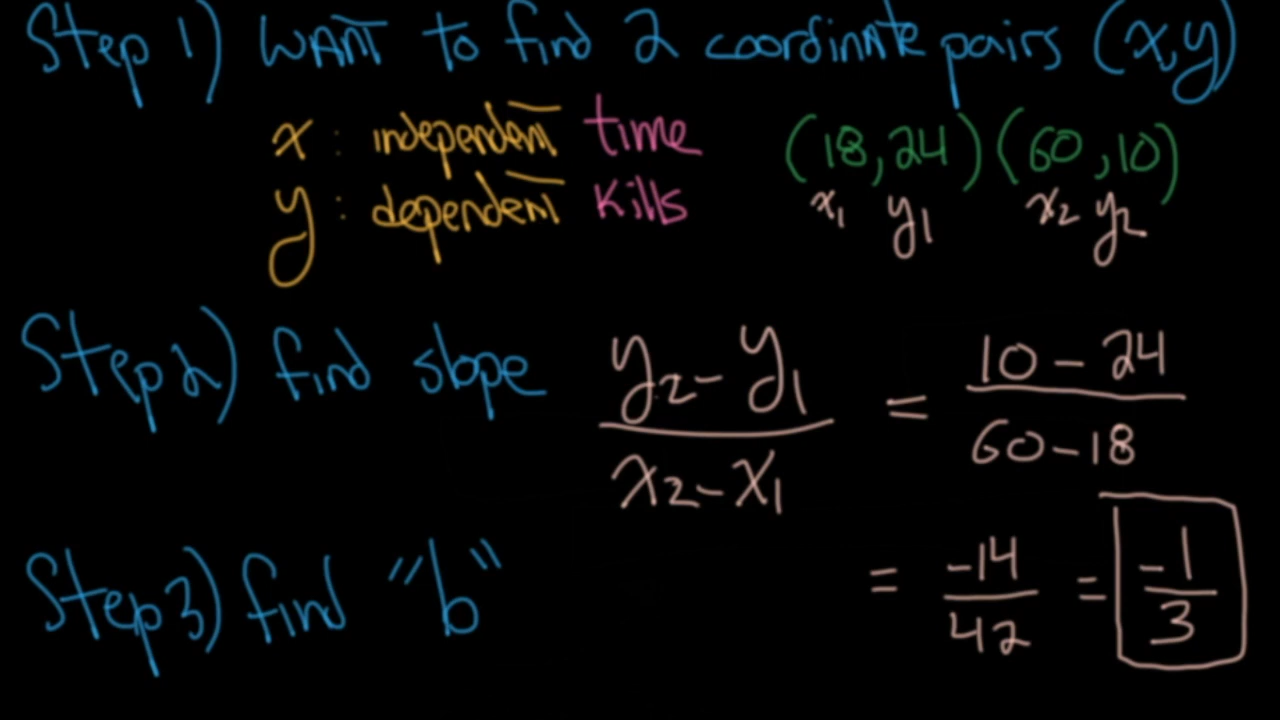 Step 1) WANT to find 2 coordinate pairs (x,y)
x : independent time (18,24) (60,10)
y : dependent kills x1 y1 x2 y2
Step 2) find slope y2-y1 / x2-x1 = 10-24 / 60-18
Step 3) find "b" = -14/42 = -1/3